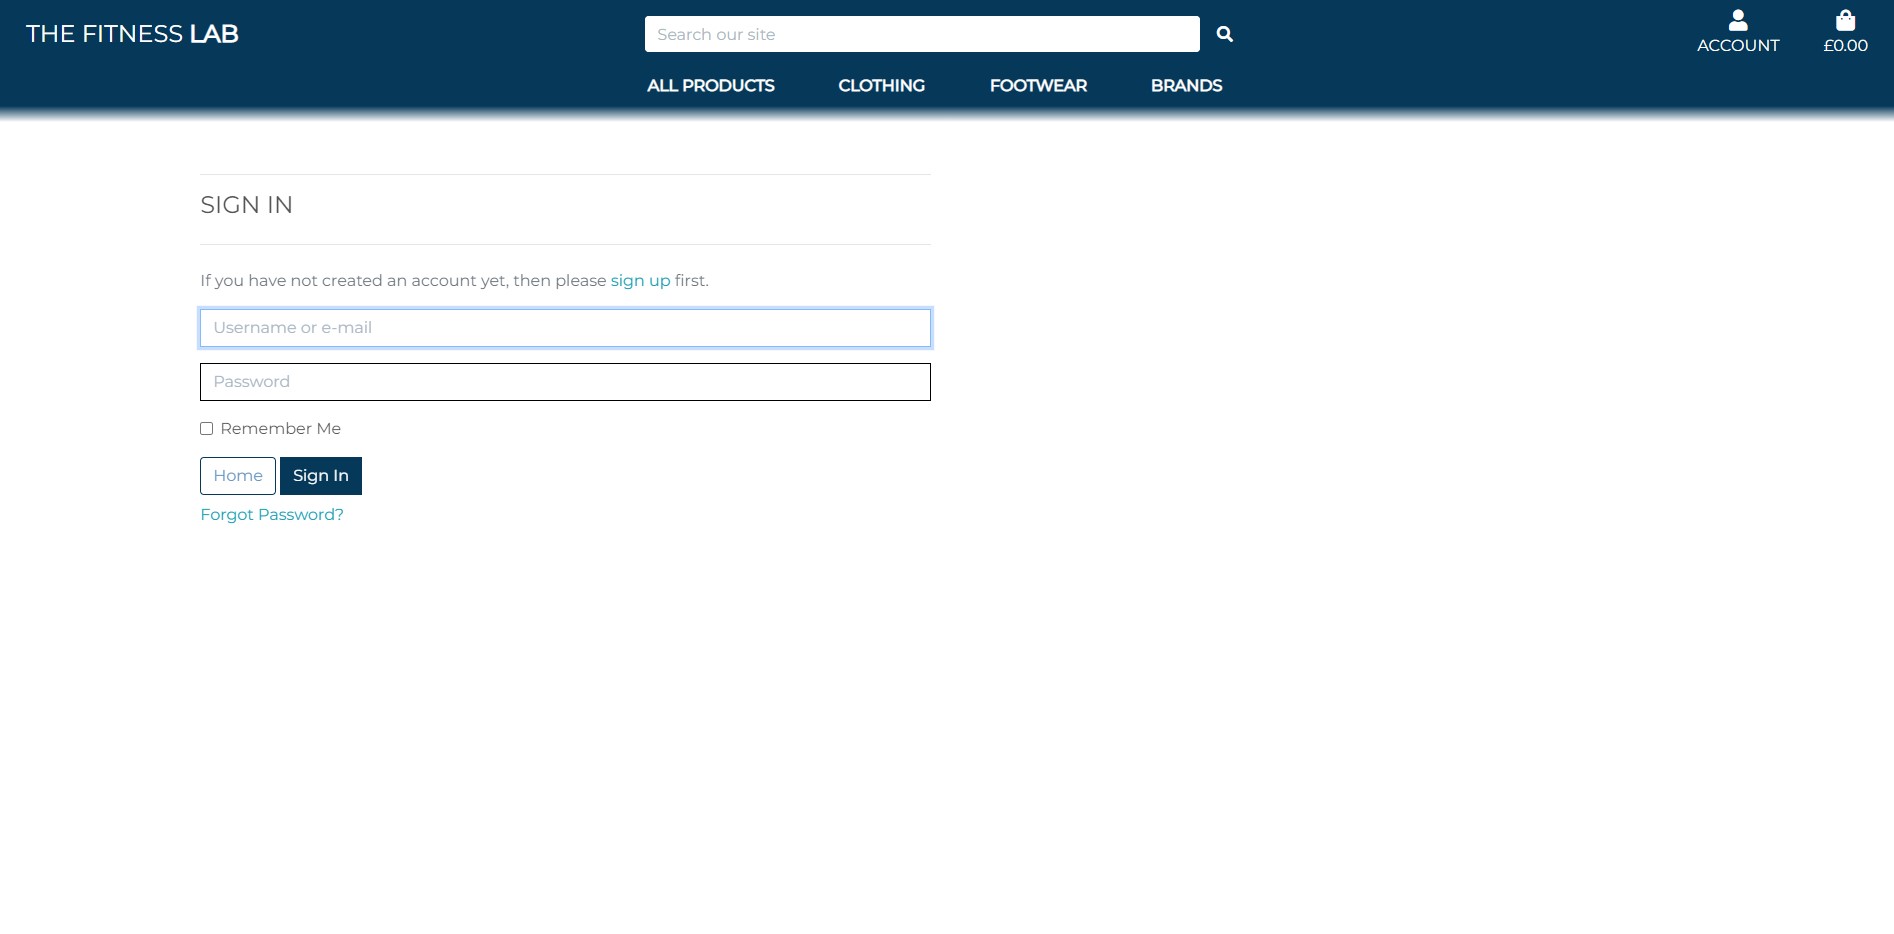 THE FITNESS LAB
Search our site
ACCOUNT
£0.00
ALL PRODUCTS
CLOTHING
FOOTWEAR
BRANDS
SIGN IN
If you have not created an account yet, then please sign up first.
Username or e-mail
Password
Remember Me
Home
Sign In
Forgot Password?